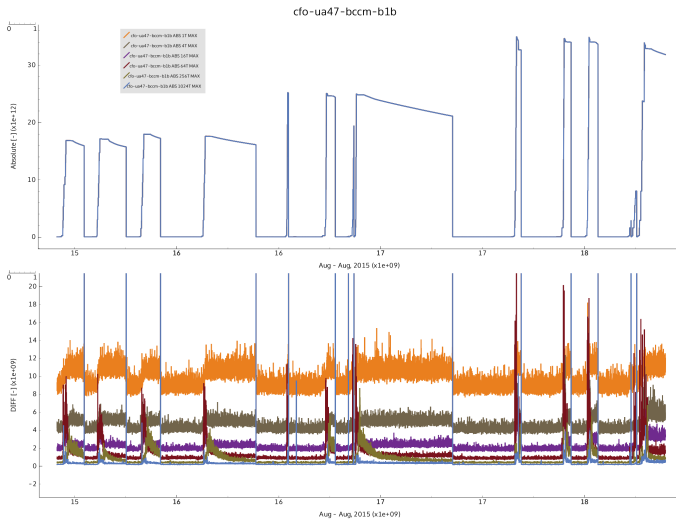 cfo-ua47-bccm-b1b
0 1
cfo-ua47-bccm-b1b ABS 1T MAX
cfo-ua47-bccm-b1b ABS 4T MAX
cfo-ua47-bccm-b1b ABS 16T MAX
cfo-ua47-bccm-b1b ABS 64T MAX
cfo-ua47-bccm-b1b ABS 256T MAX
cfo-ua47-bccm-b1b ABS 1024T MAX
Absolute [-] (x1e+12)
30
20
10
0
15 16 16 17 17 18
Aug - Aug, 2015 (x1e+09)
0 1
DIFF [-] (x1e+09)
20
18
16
14
12
10
8
6
4
2
0
-2
15 16 16 17 17 18
Aug - Aug, 2015 (x1e+09)